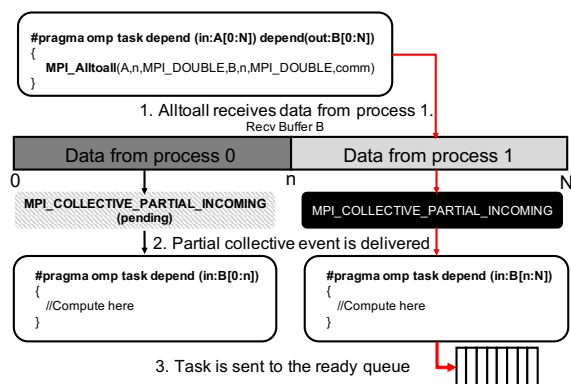 #pragma omp task depend (in:A[0:N]) depend(out:B[0:N])
{
MPI_Alltoall(A,n,MPI_DOUBLE,B,n,MPI_DOUBLE,comm)
}
1. Alltoall receives data from process 1.
Recv Buffer B
Data from process 0 Data from process 1
0 n N
MPI_COLLECTIVE_PARTIAL_INCOMING
(pending)
MPI_COLLECTIVE_PARTIAL_INCOMING
2. Partial collective event is delivered
#pragma omp task depend (in:B[0:n])
{
//Compute here
}
#pragma omp task depend (in:B[n:N])
{
//Compute here
}
3. Task is sent to the ready queue